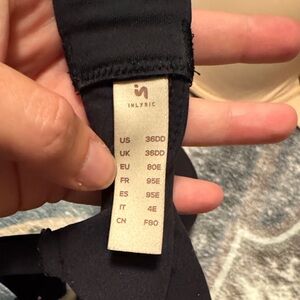 INLYRIC
US 36DD
UK 36DD
EU 80E
FR 95E
ES 95E
IT 4E
CN F80